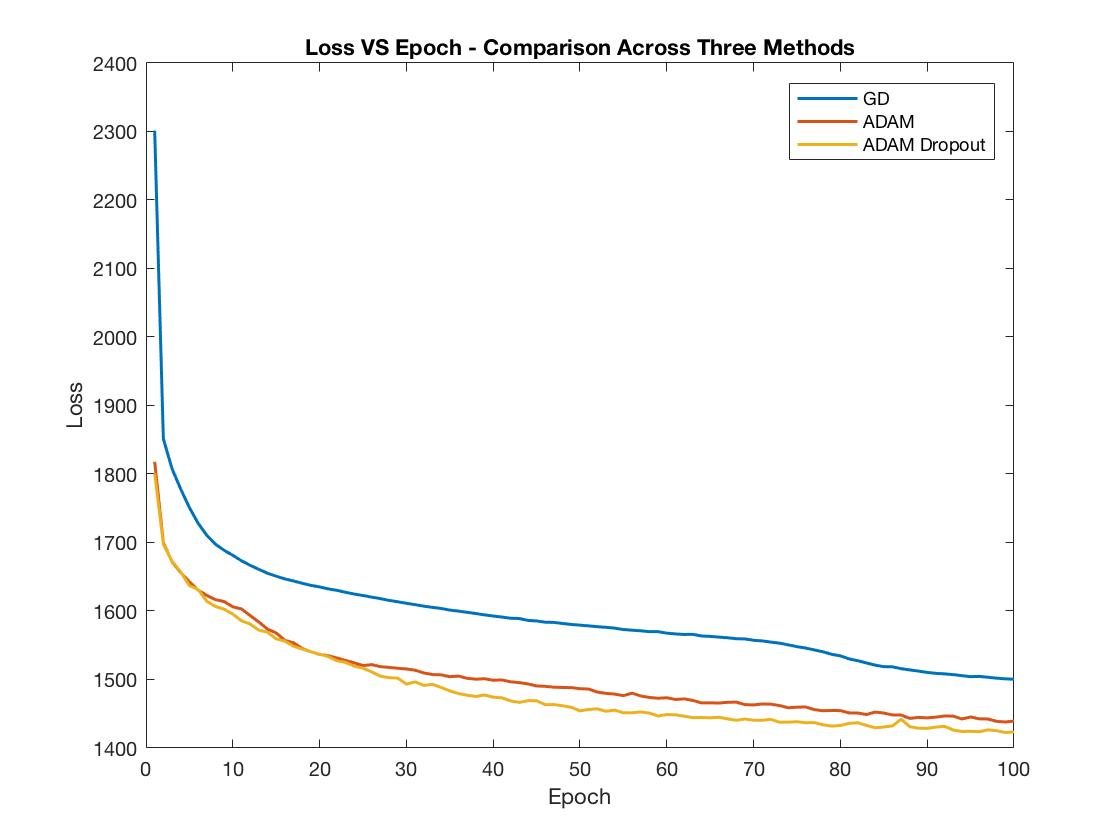 Loss VS Epoch - Comparison Across Three Methods
2400
2300
2200
2100
2000
1900
1800
1700
1600
1500
1400
Loss
GD
ADAM
ADAM Dropout
0 10 20 30 40 50 60 70 80 90 100
Epoch